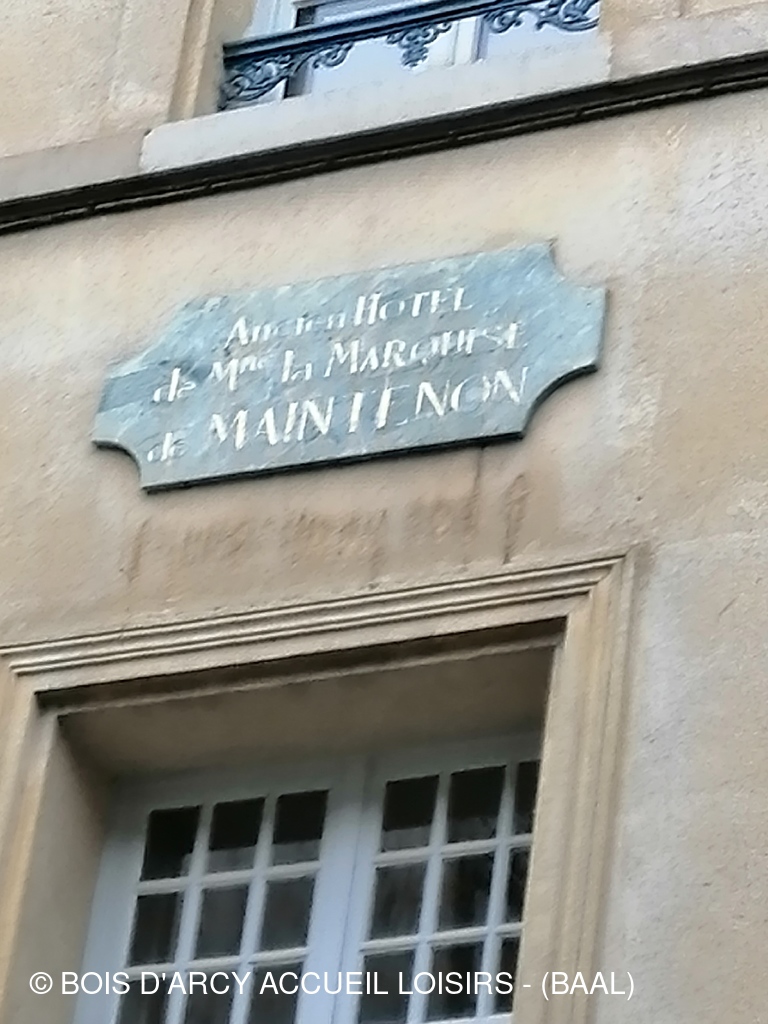 Ancien HOTEL
de Mme la MARQUISE
de MAINTENON
© BOIS D'ARCY ACCUEIL LOISIRS - (BAAL)